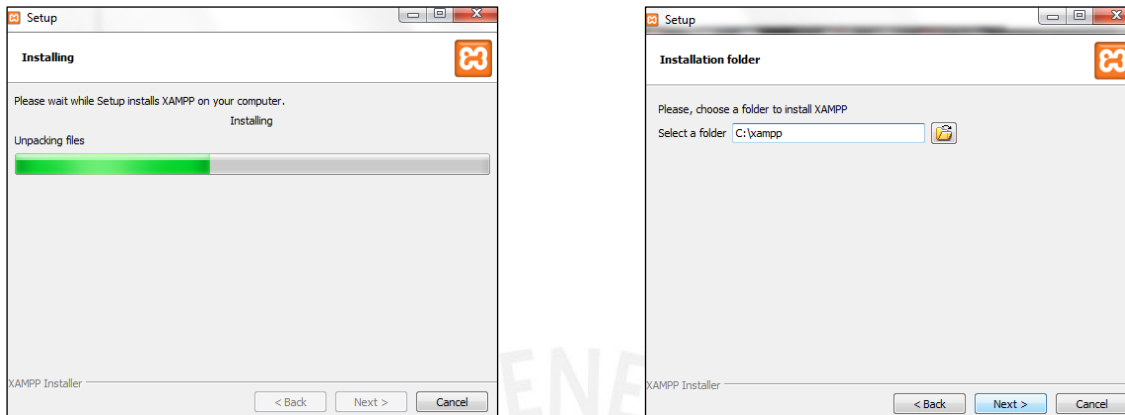 Setup
Installing
Please wait while Setup installs XAMPP on your computer.
Installing
Unpacking files
XAMPP Installer
< Back
Next >
Cancel
Setup
Installation folder
Please, choose a folder to install XAMPP
Select a folder C:\xampp
XAMPP Installer
< Back
Next >
Cancel
ENE